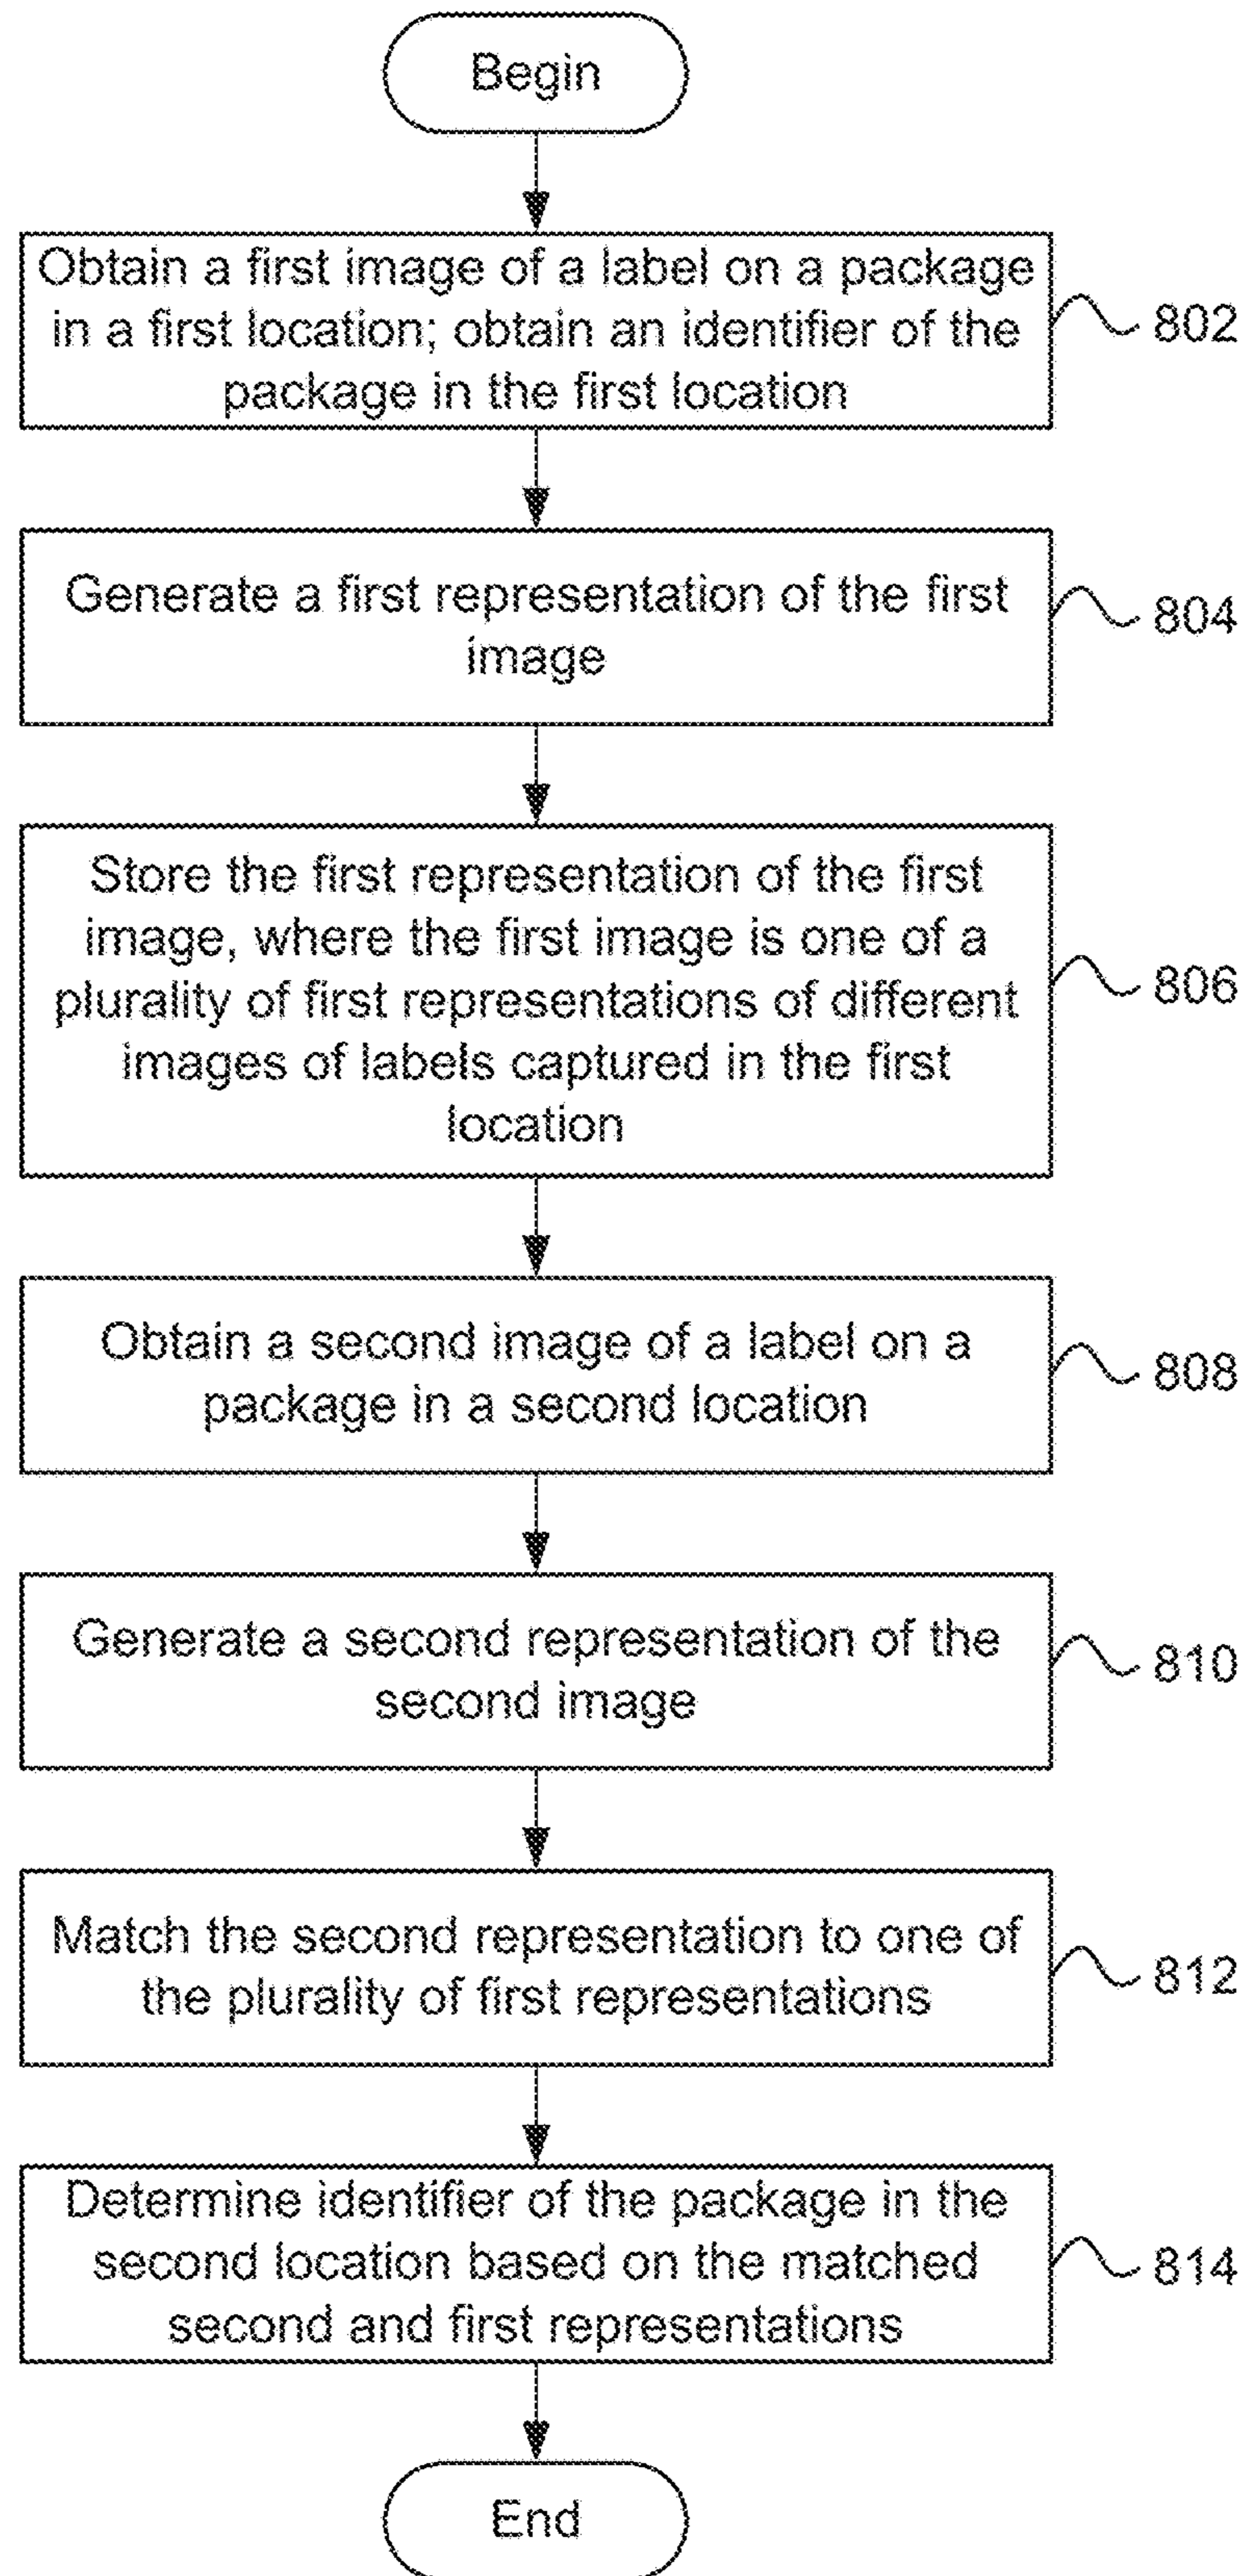 Begin
Obtain a first image of a label on a package
in a first location; obtain an identifier of the
package in the first location
802
Generate a first representation of the first
image
804
Store the first representation of the first
image, where the first image is one of a
plurality of first representations of different
images of labels captured in the first
location
806
Obtain a second image of a label on a
package in a second location
808
Generate a second representation of the
second image
810
Match the second representation to one of
the plurality of first representations
812
Determine identifier of the package in the
second location based on the matched
second and first representations
814
End